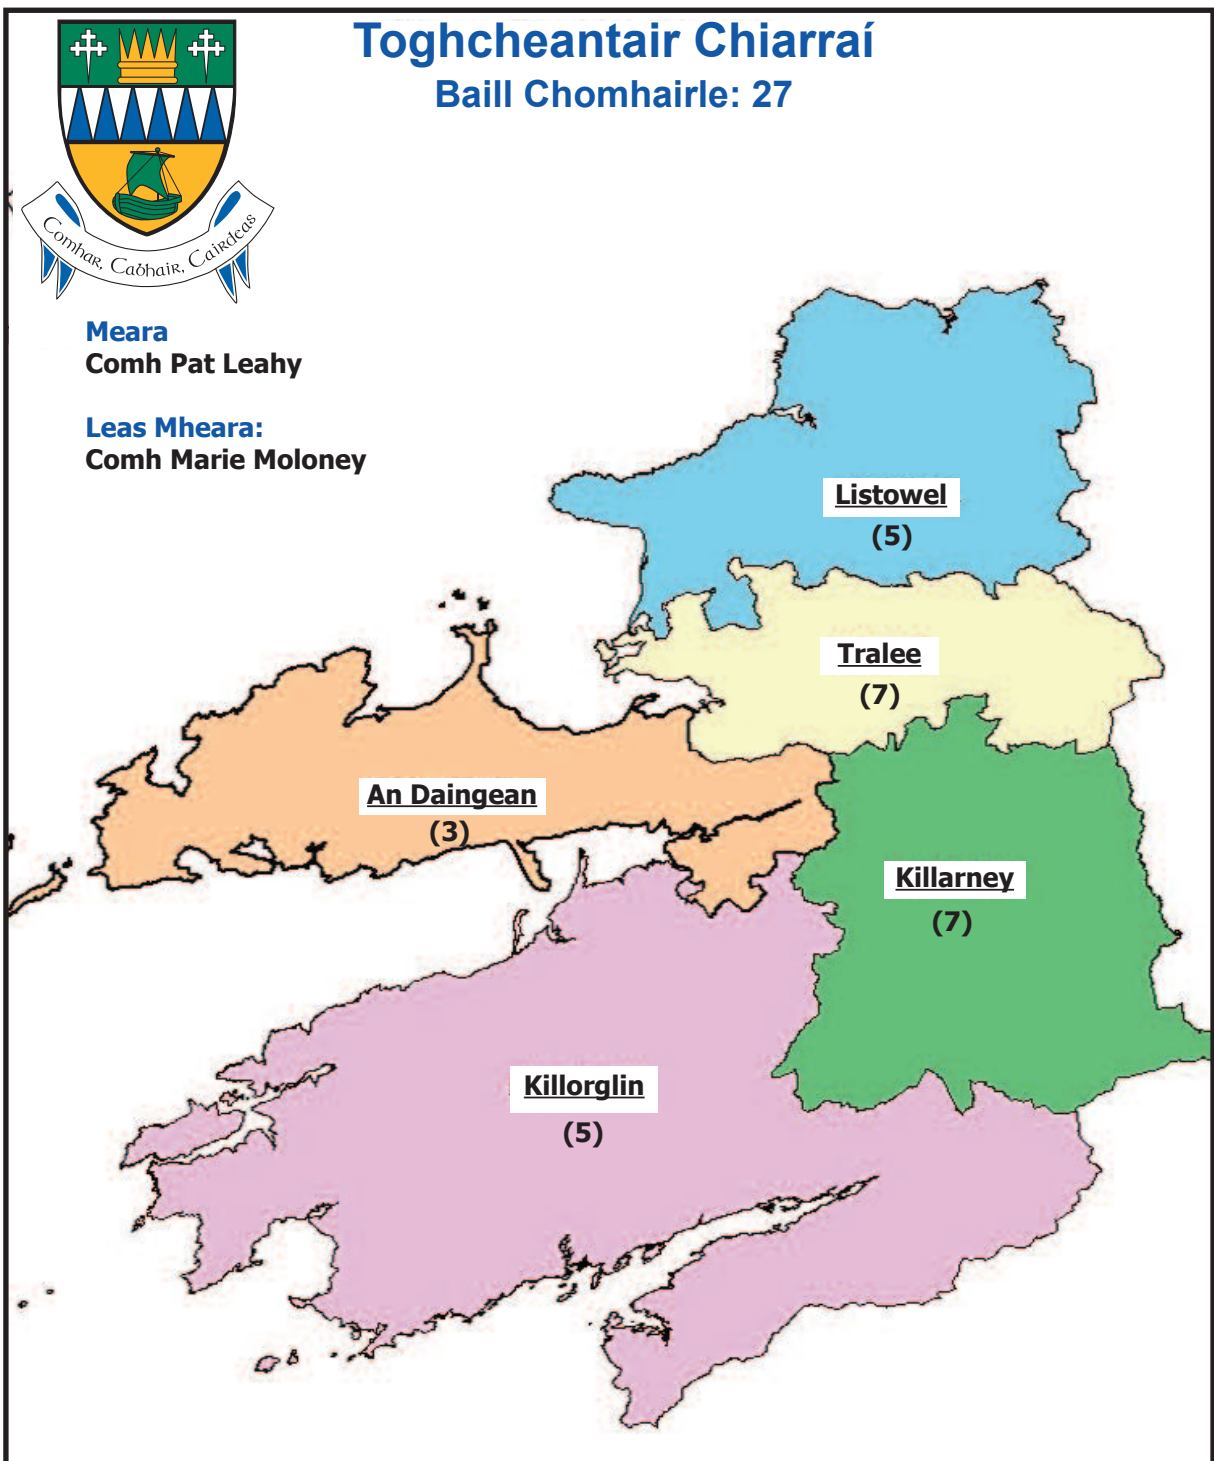 Toghcheantair Chiarraí
Baill Chomhairle: 27
Comhar, Cabhair, Cairdeas
Meara
Comh Pat Leahy
Leas Mheara:
Comh Marie Moloney
Listowel
(5)
Tralee
(7)
An Daingean
(3)
Killarney
(7)
Killorglin
(5)